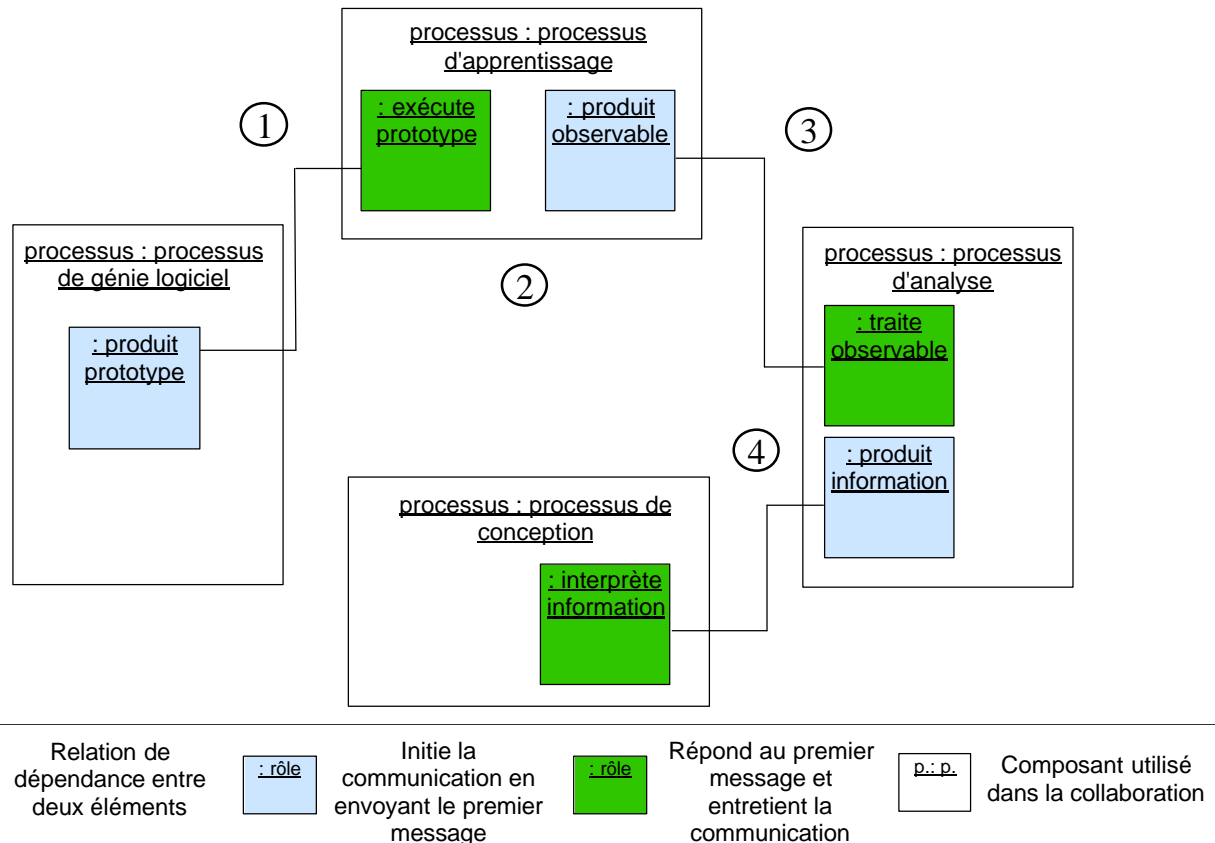 processus : processus
d'apprentissage
: exécute
prototype
: produit
observable
1
3
processus : processus
de génie logiciel
: produit
prototype
2
processus : processus
d'analyse
: traite
observable
: produit
information
4
processus : processus de
conception
: interprète
information
Relation de
dépendance entre
deux éléments
: rôle
Initie la
communication en
envoyant le premier
message
: rôle
Répond au premier
message et
entretient la
communication
p.: p.
Composant utilisé
dans la collaboration